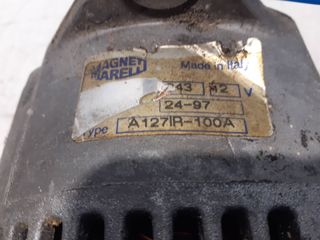 MAGNETI
MARELLI
Made in Italy
43 12 V
24-97
Type A127IR-100A